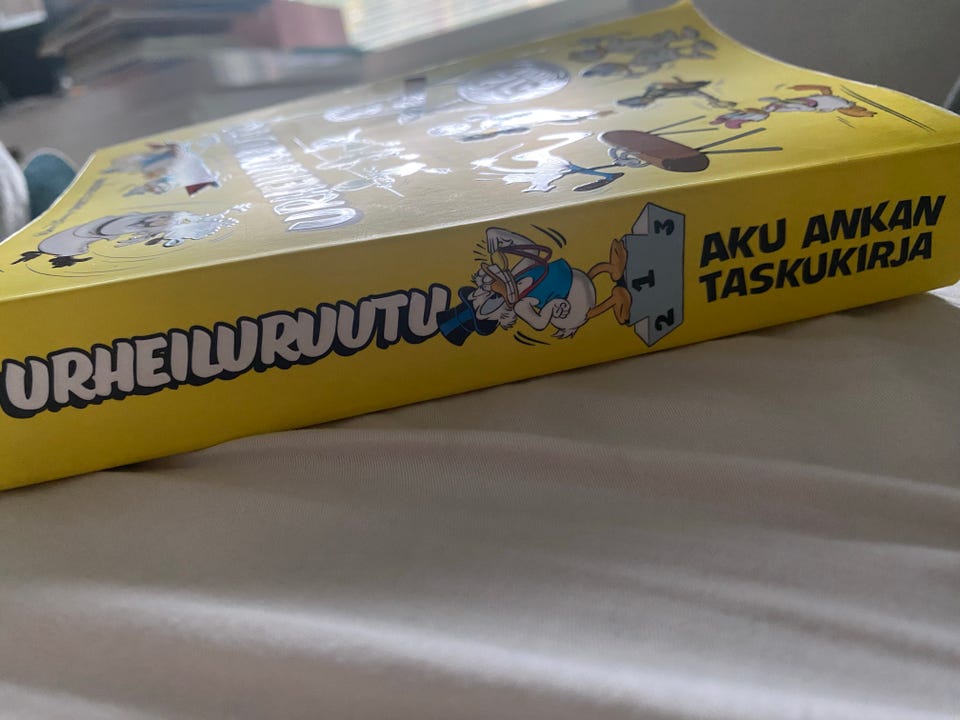 URHEILURUUTU
1
2
3
AKU ANKAN
TASKUKIRJA